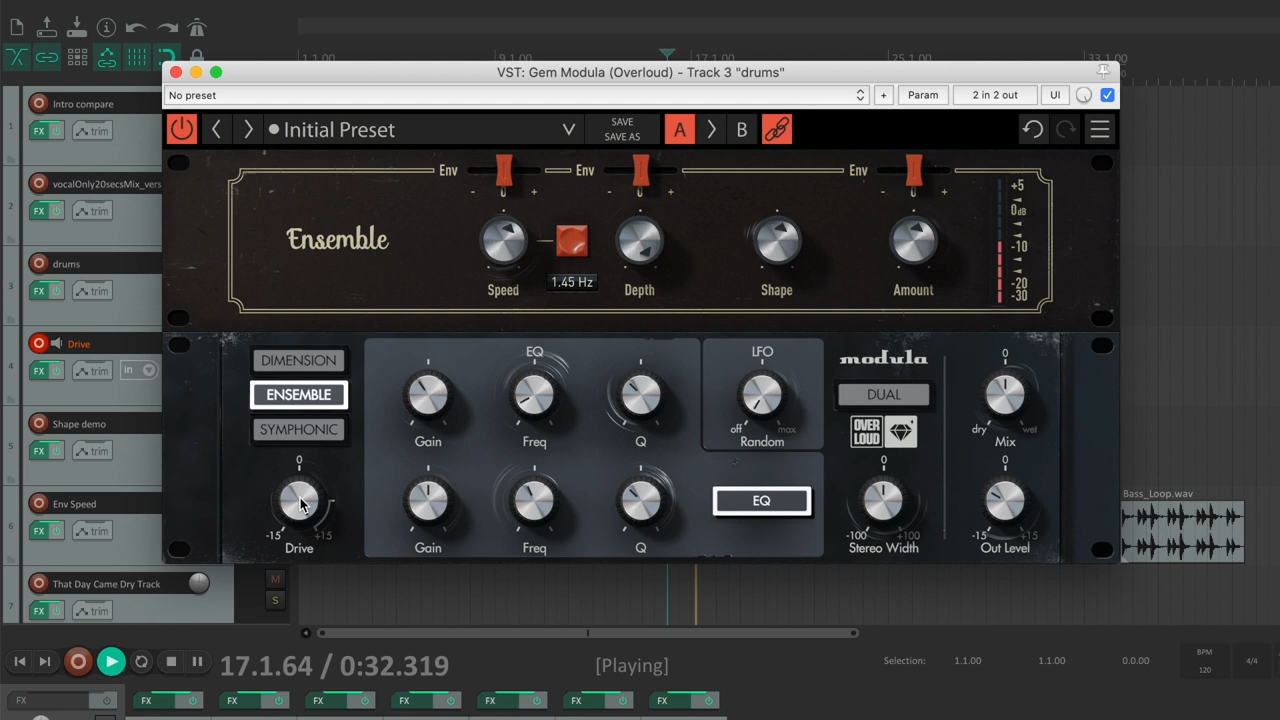 1.1.00
9.1.00
17.1.00
25.1.00
33.1.00
VST: Gem Modula (Overloud) - Track 3 "drums"
No preset
+
Param
2 in 2 out
UI
Initial Preset
SAVE
SAVE AS
A
B
1
Intro compare
FX
trim
2
vocalOnly20secsMix_vers
FX
trim
3
drums
FX
trim
4
Drive
FX
trim
in
5
Shape demo
FX
trim
6
Env Speed
FX
trim
7
That Day Came Dry Track
FX
trim
M
S
Env
Env
Env
- 0 +
- 0 +
- 0 +
Ensemble
Speed
1.45 Hz
Depth
Shape
Amount
+5
0dB
-10
-20
-30
DIMENSION
ENSEMBLE
SYMPHONIC
0
-15
+15
Drive
EQ
Gain
Freq
Q
Gain
Freq
Q
LFO
off
max
Random
EQ
modula
DUAL
OVER
LOUD
0
-100
+100
Stereo Width
0
dry
wet
Mix
0
-15
+15
Out Level
Bass_Loop.wav
17.1.64 / 0:32.319
[Playing]
Selection:
1.1.00
1.1.00
0.0.00
BPM
120
4/4
FX
FX
FX
FX
FX
FX
FX
FX